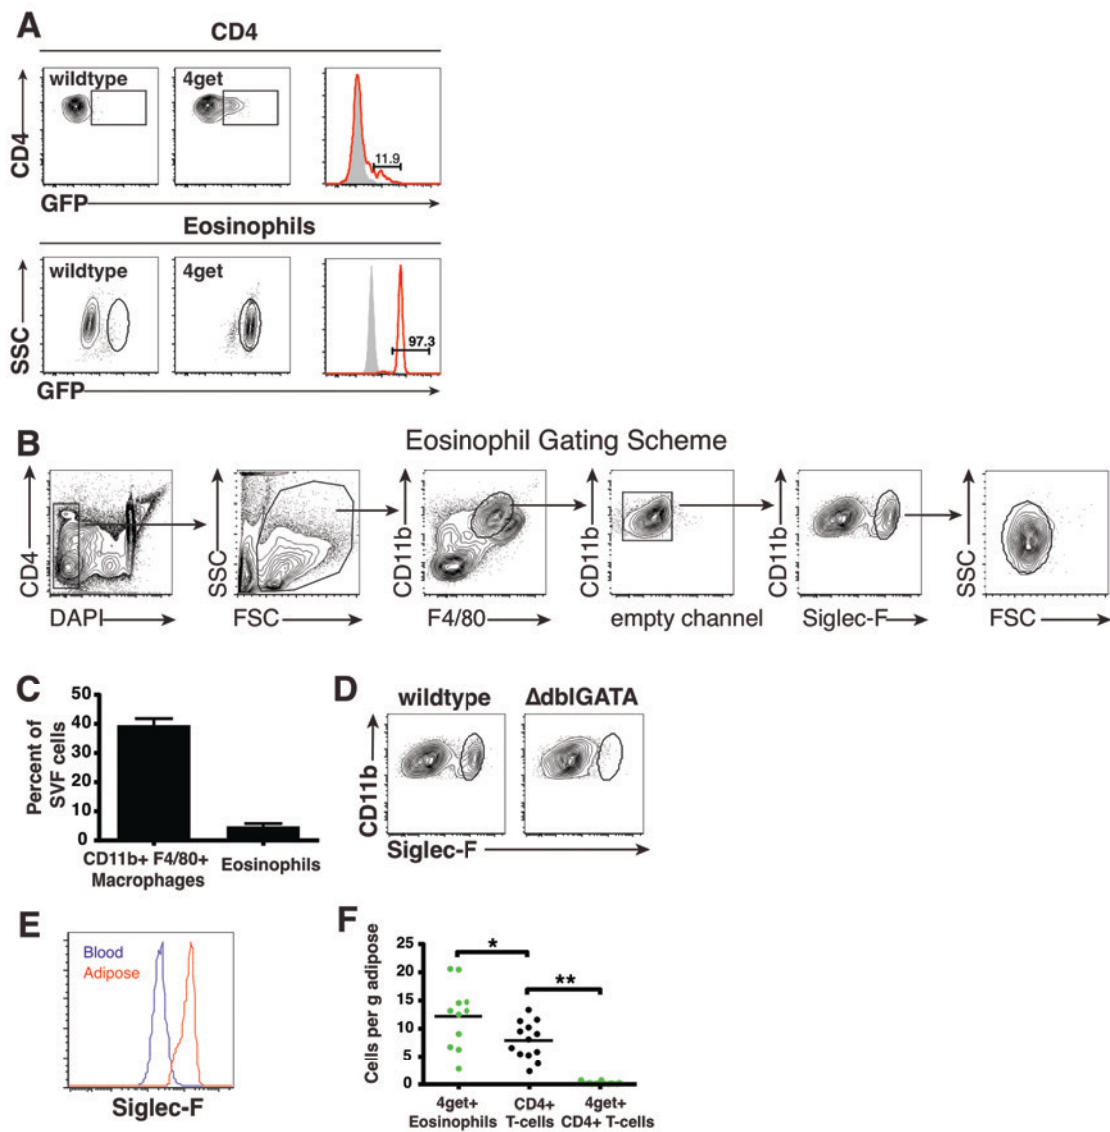 A
CD4
wildtype
4get
CD4
11.9
GFP
Eosinophils
wildtype
4get
SSC
97.3
GFP
B
Eosinophil Gating Scheme
CD4
SSC
CD11b
CD11b
CD11b
SSC
DAPI
FSC
F4/80
empty channel
Siglec-F
FSC
C
50
40
30
20
10
0
Percent of
SVF cells
CD11b+ F4/80+
Macrophages
Eosinophils
D
wildtype
ΔdblGATA
CD11b
Siglec-F
E
Blood
Adipose
Siglec-F
F
25
20
15
10
5
0
Cells per g adipose
*
**
4get+
Eosinophils
CD4+
T-cells
4get+
CD4+ T-cells